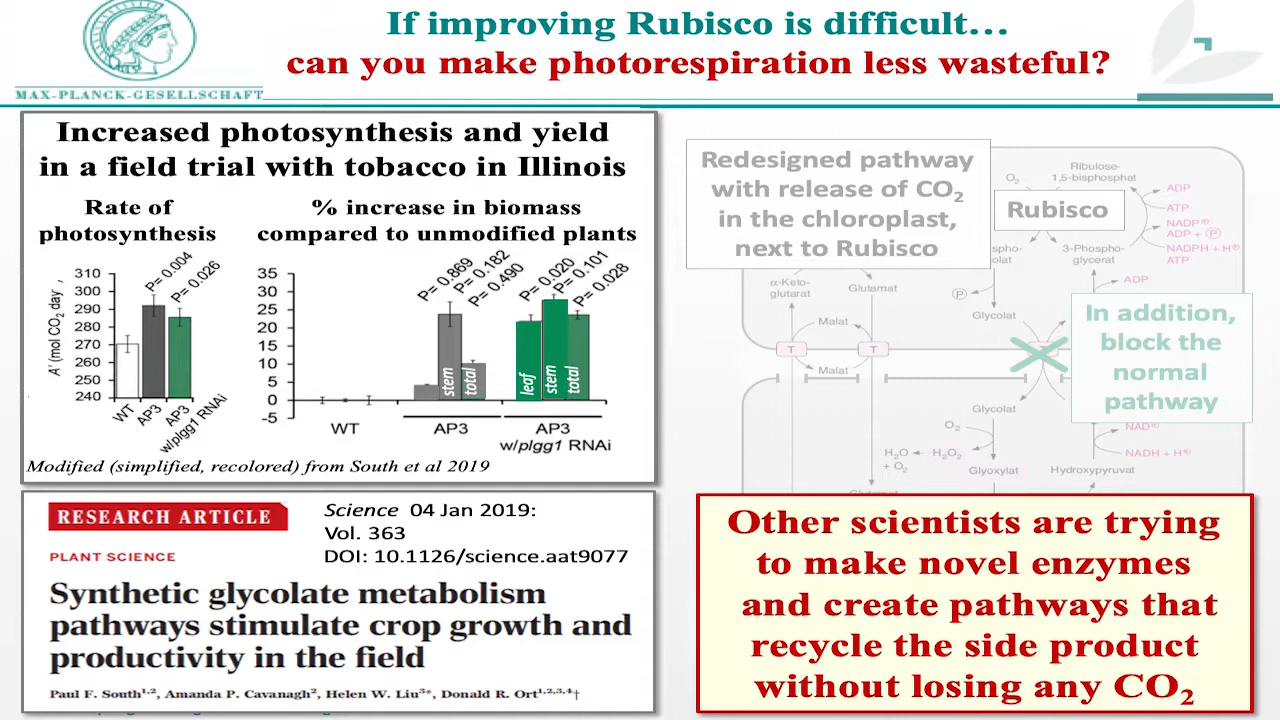 If improving Rubisco is difficult…
can you make photorespiration less wasteful?
MAX-PLANCK-GESELLSCHAFT
Increased photosynthesis and yield
in a field trial with tobacco in Illinois
Rate of
photosynthesis
% increase in biomass
compared to unmodified plants
P= 0.004
P= 0.026
310
300
290
280
270
260
250
240
A' (mol CO2 day
WT
AP3
AP3
w/plgg1 RNAi
P= 0.869
P= 0.182
P= 0.490
P= 0.020
P= 0.101
P= 0.028
35
30
25
20
15
10
5
0
-5
stem
total
leaf
stem
total
WT
AP3
AP3
w/plgg1 RNAi
Modified (simplified, recolored) from South et al 2019
RESEARCH ARTICLE
PLANT SCIENCE
Science 04 Jan 2019:
Vol. 363
DOI: 10.1126/science.aat9077
Synthetic glycolate metabolism
pathways stimulate crop growth and
productivity in the field
Paul F. South1,2, Amanda P. Cavanagh2, Helen W. Liu3*, Donald R. Ort1,2,3,4†
Redesigned pathway
with release of CO2
in the chloroplast,
next to Rubisco
O2
Ribulose-
1,5-bisphosphat
Rubisco
ADP
ATP
NADP⊕
ADP + Ⓟ
NADPH + H⊕
ATP
3-Phospho-
glycerat
ADP
α-Keto-
glutarat
Glutamat
Ⓟ
Glycolat
Malat
T
T
Malat
In addition,
block the
normal
pathway
Glycolat
O2
H2O
+ O2
H2O2
Glyoxylat
Hydroxypyruvat
NAD⊕
NADH + H⊕
Other scientists are trying
to make novel enzymes
and create pathways that
recycle the side product
without losing any CO2